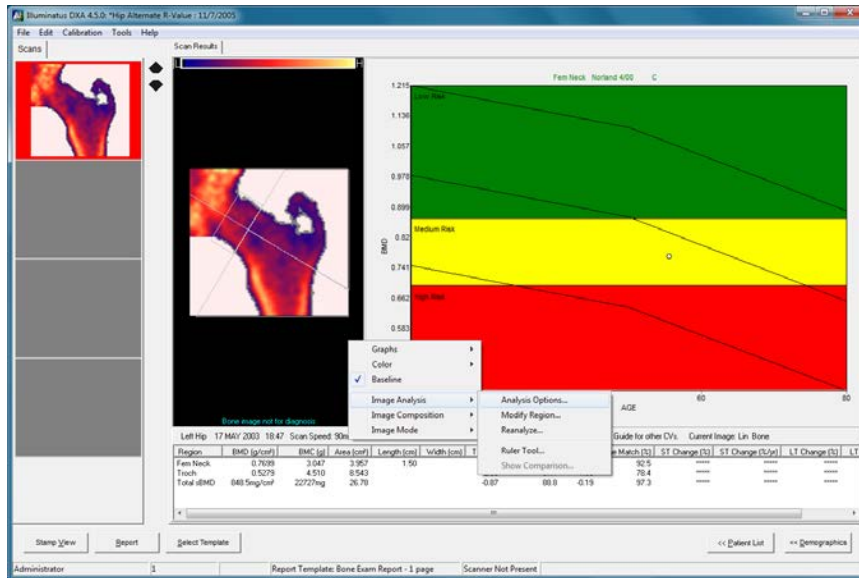 Illuminatus DXA 4.5.0: *Hip Alternate R-Value : 11/7/2005
File Edit Calibration Tools Help
Scans
Scan Results
L H
Fem Neck Norland 4/00 C
1.215
1.136
1.057
0.978
0.899
0.82
0.741
0.662
0.583
BMD
Low Risk
Medium Risk
High Risk
60
80
AGE
Bone image not for diagnosis
Graphs
Color
Baseline
Image Analysis
Image Composition
Image Mode
Analysis Options...
Modify Region...
Reanalyze...
Ruler Tool...
Show Comparison...
Left Hip 17 MAY 2003 18:47 Scan Speed: Guide for other CVs. Current Image: Lin Bone
Region BMD (g/cm²) BMC (g) Area (cm²) Length (cm) Width (cm) Match (%) ST Change (%) ST Change (%/yr) LT Change (%) LT
Fem Neck 0.7699 3.047 3.957 1.50 92.5 ***** ***** *****
Troch 0.5279 4.510 8.543 78.4 ***** ***** *****
Total sBMD 848.5mg/cm² 22727mg 26.78 -0.87 88.8 -0.19 97.3 ***** ***** *****
Stamp View
Report
Select Template
<< Patient List
<< Demographics
Administrator 1 Report Template: Bone Exam Report - 1 page Scanner Not Present